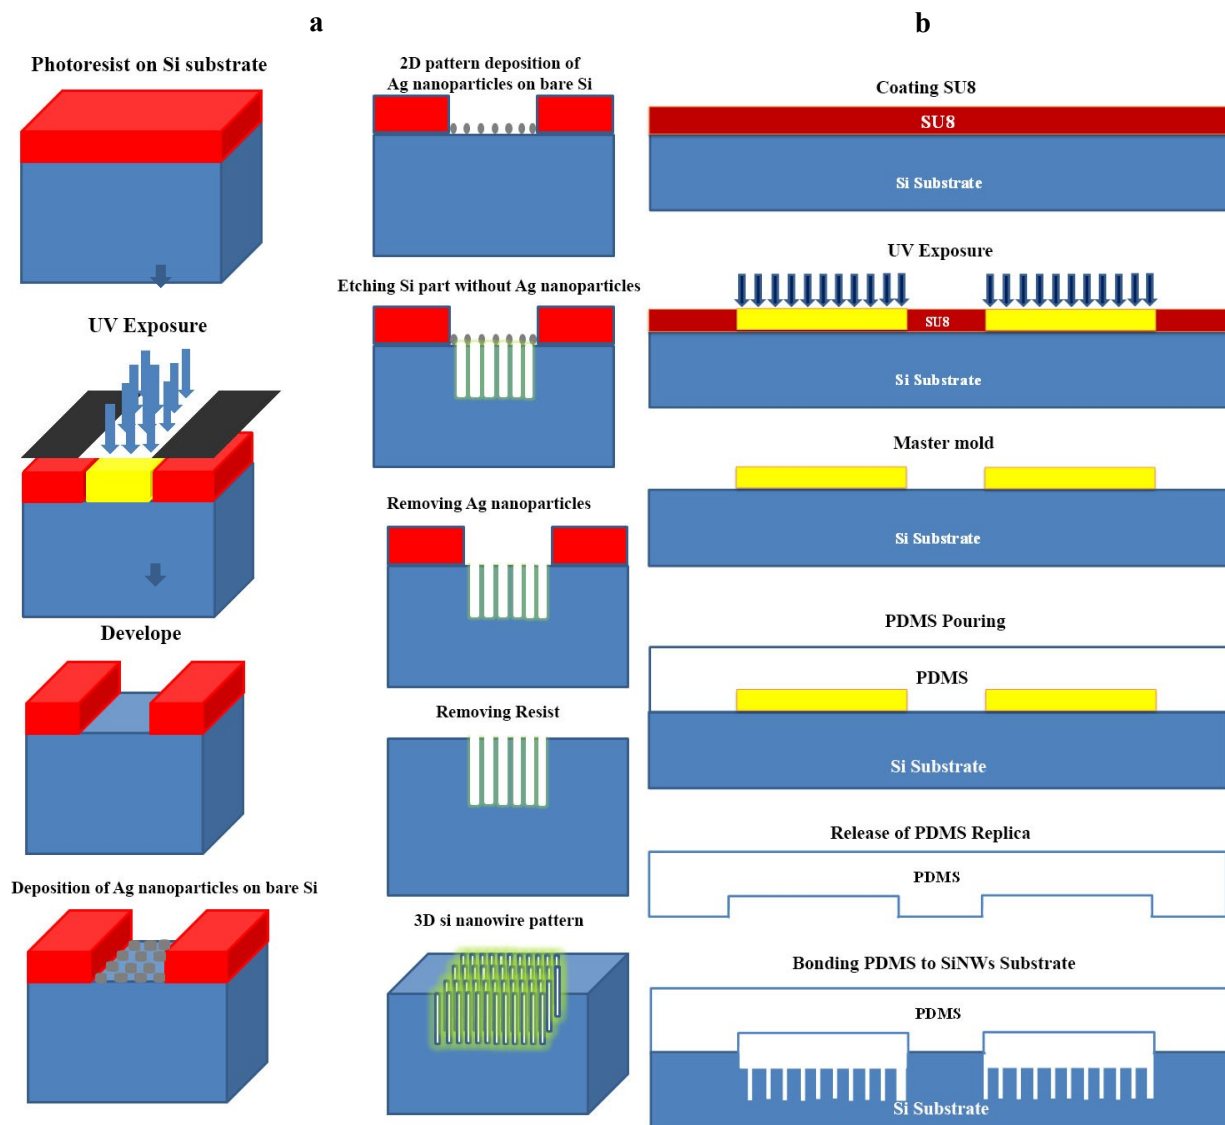 a
Photoresist on Si substrate
UV Exposure
Develope
Deposition of Ag nanoparticles on bare Si
2D pattern deposition of
Ag nanoparticles on bare Si
Etching Si part without Ag nanoparticles
Removing Ag nanoparticles
Removing Resist
3D si nanowire pattern
b
Coating SU8
SU8
Si Substrate
UV Exposure
SU8
Si Substrate
Master mold
Si Substrate
PDMS Pouring
PDMS
Si Substrate
Release of PDMS Replica
PDMS
Bonding PDMS to SiNWs Substrate
PDMS
Si Substrate